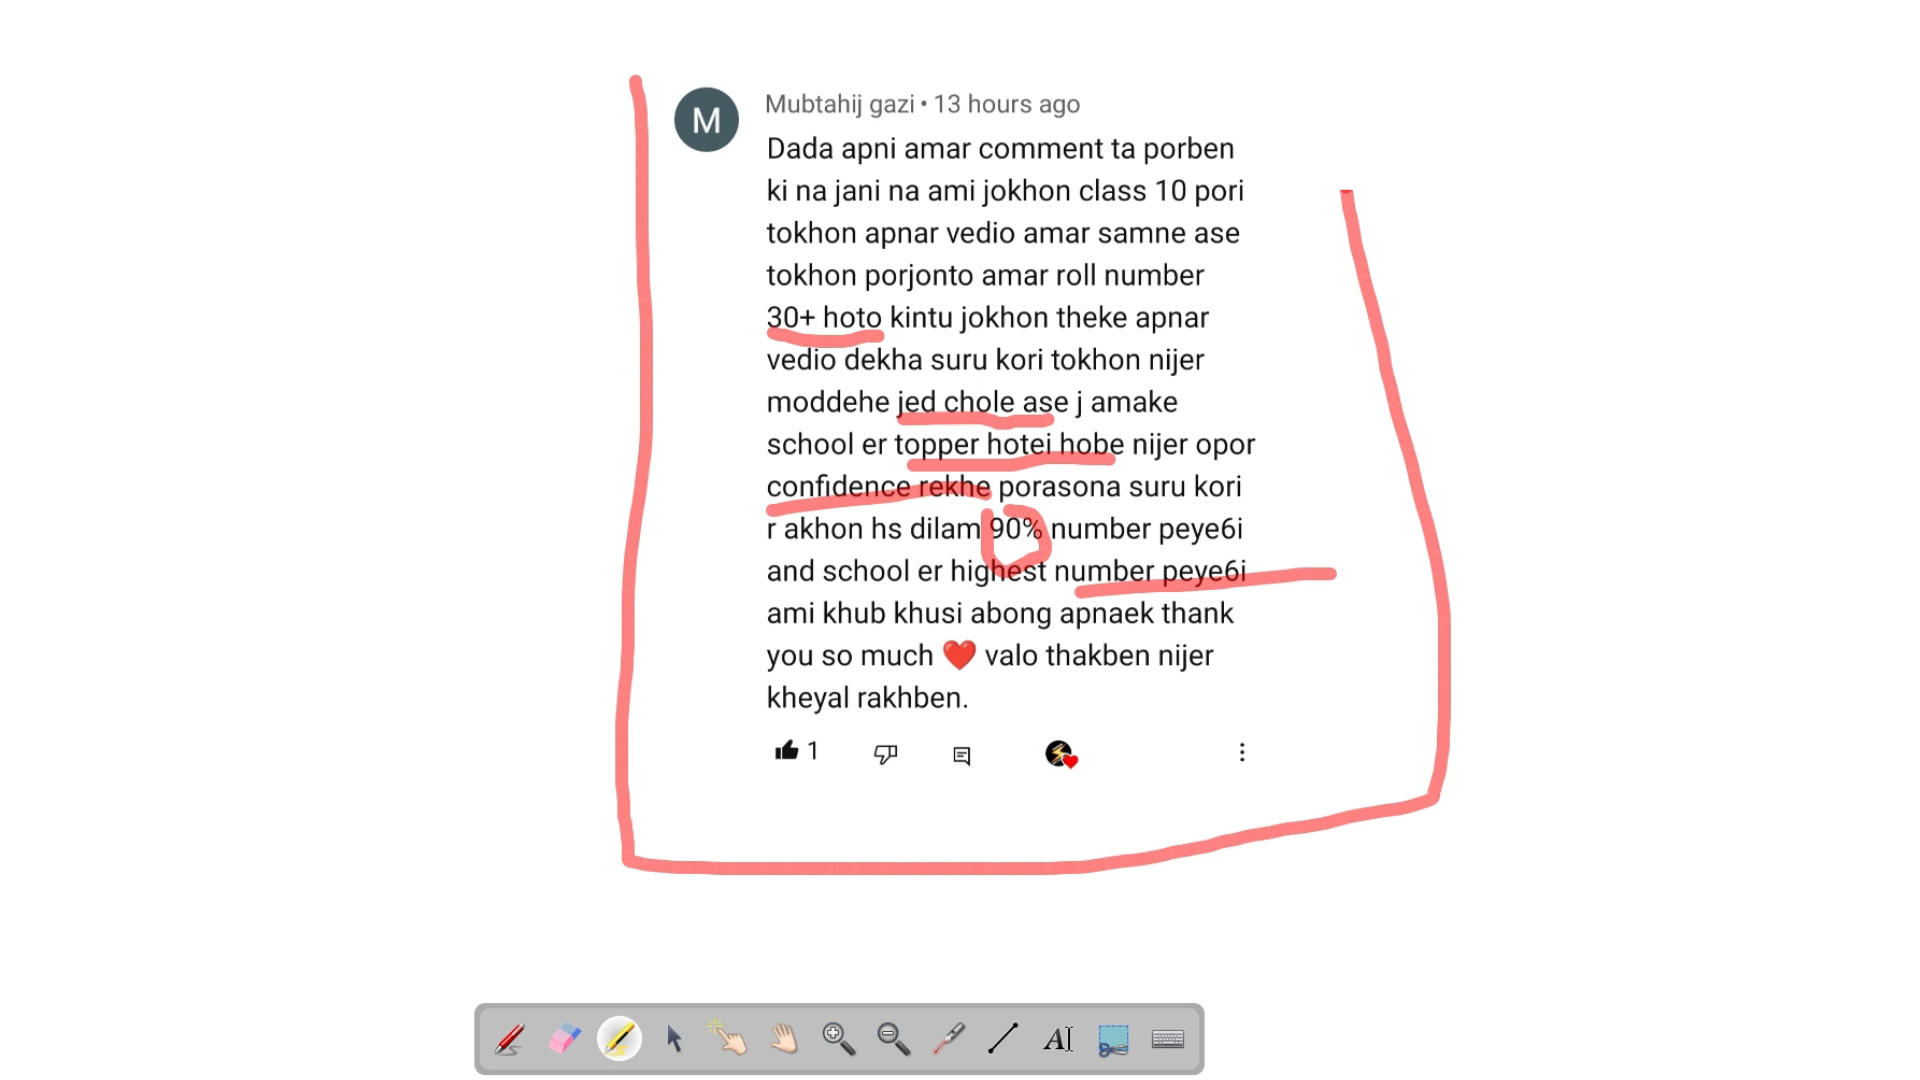 M
Mubtahij gazi • 13 hours ago
Dada apni amar comment ta porben
ki na jani na ami jokhon class 10 pori
tokhon apnar vedio amar samne ase
tokhon porjonto amar roll number
30+ hoto kintu jokhon theke apnar
vedio dekha suru kori tokhon nijer
moddehe jed chole ase j amake
school er topper hotei hobe nijer opor
confidence rekhe porasona suru kori
r akhon hs dilam 90% number peye6i
and school er highest number peye6i
ami khub khusi abong apnaek thank
you so much ❤️ valo thakben nijer
kheyal rakhben.
1
A